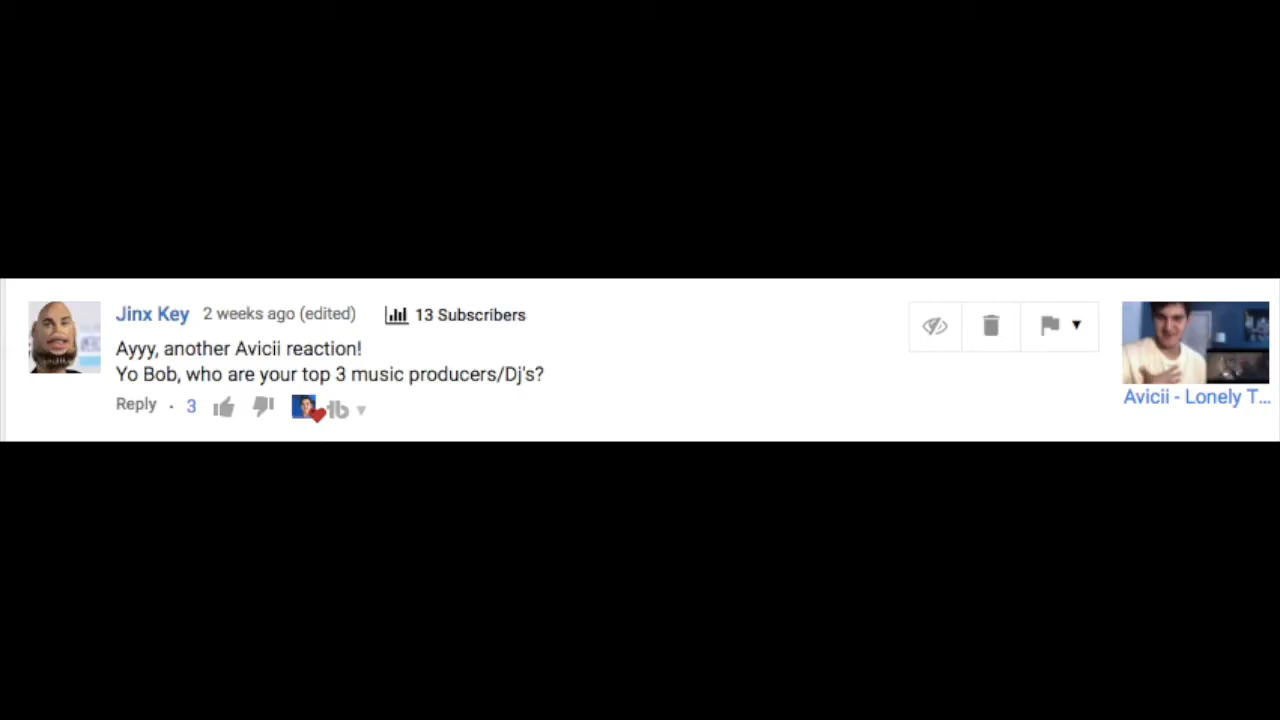 Jinx Key 2 weeks ago (edited) 13 Subscribers
Ayyy, another Avicii reaction!
Yo Bob, who are your top 3 music producers/Dj's?
Reply · 3 tb
Avicii - Lonely T...